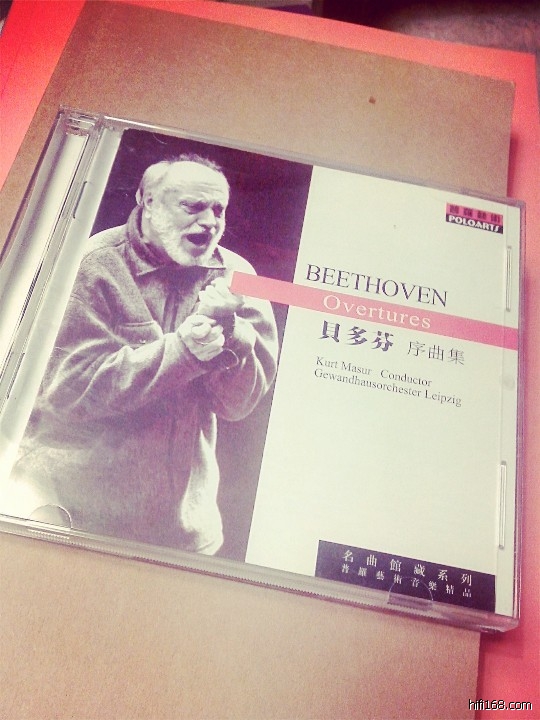 普羅藝術
POLOARTS
BEETHOVEN
Overtures
貝多芬 序曲集
Kurt Masur Conductor
Gewandhausorchester Leipzig
名曲館藏系列
普羅藝術音樂精品
hifi168.com